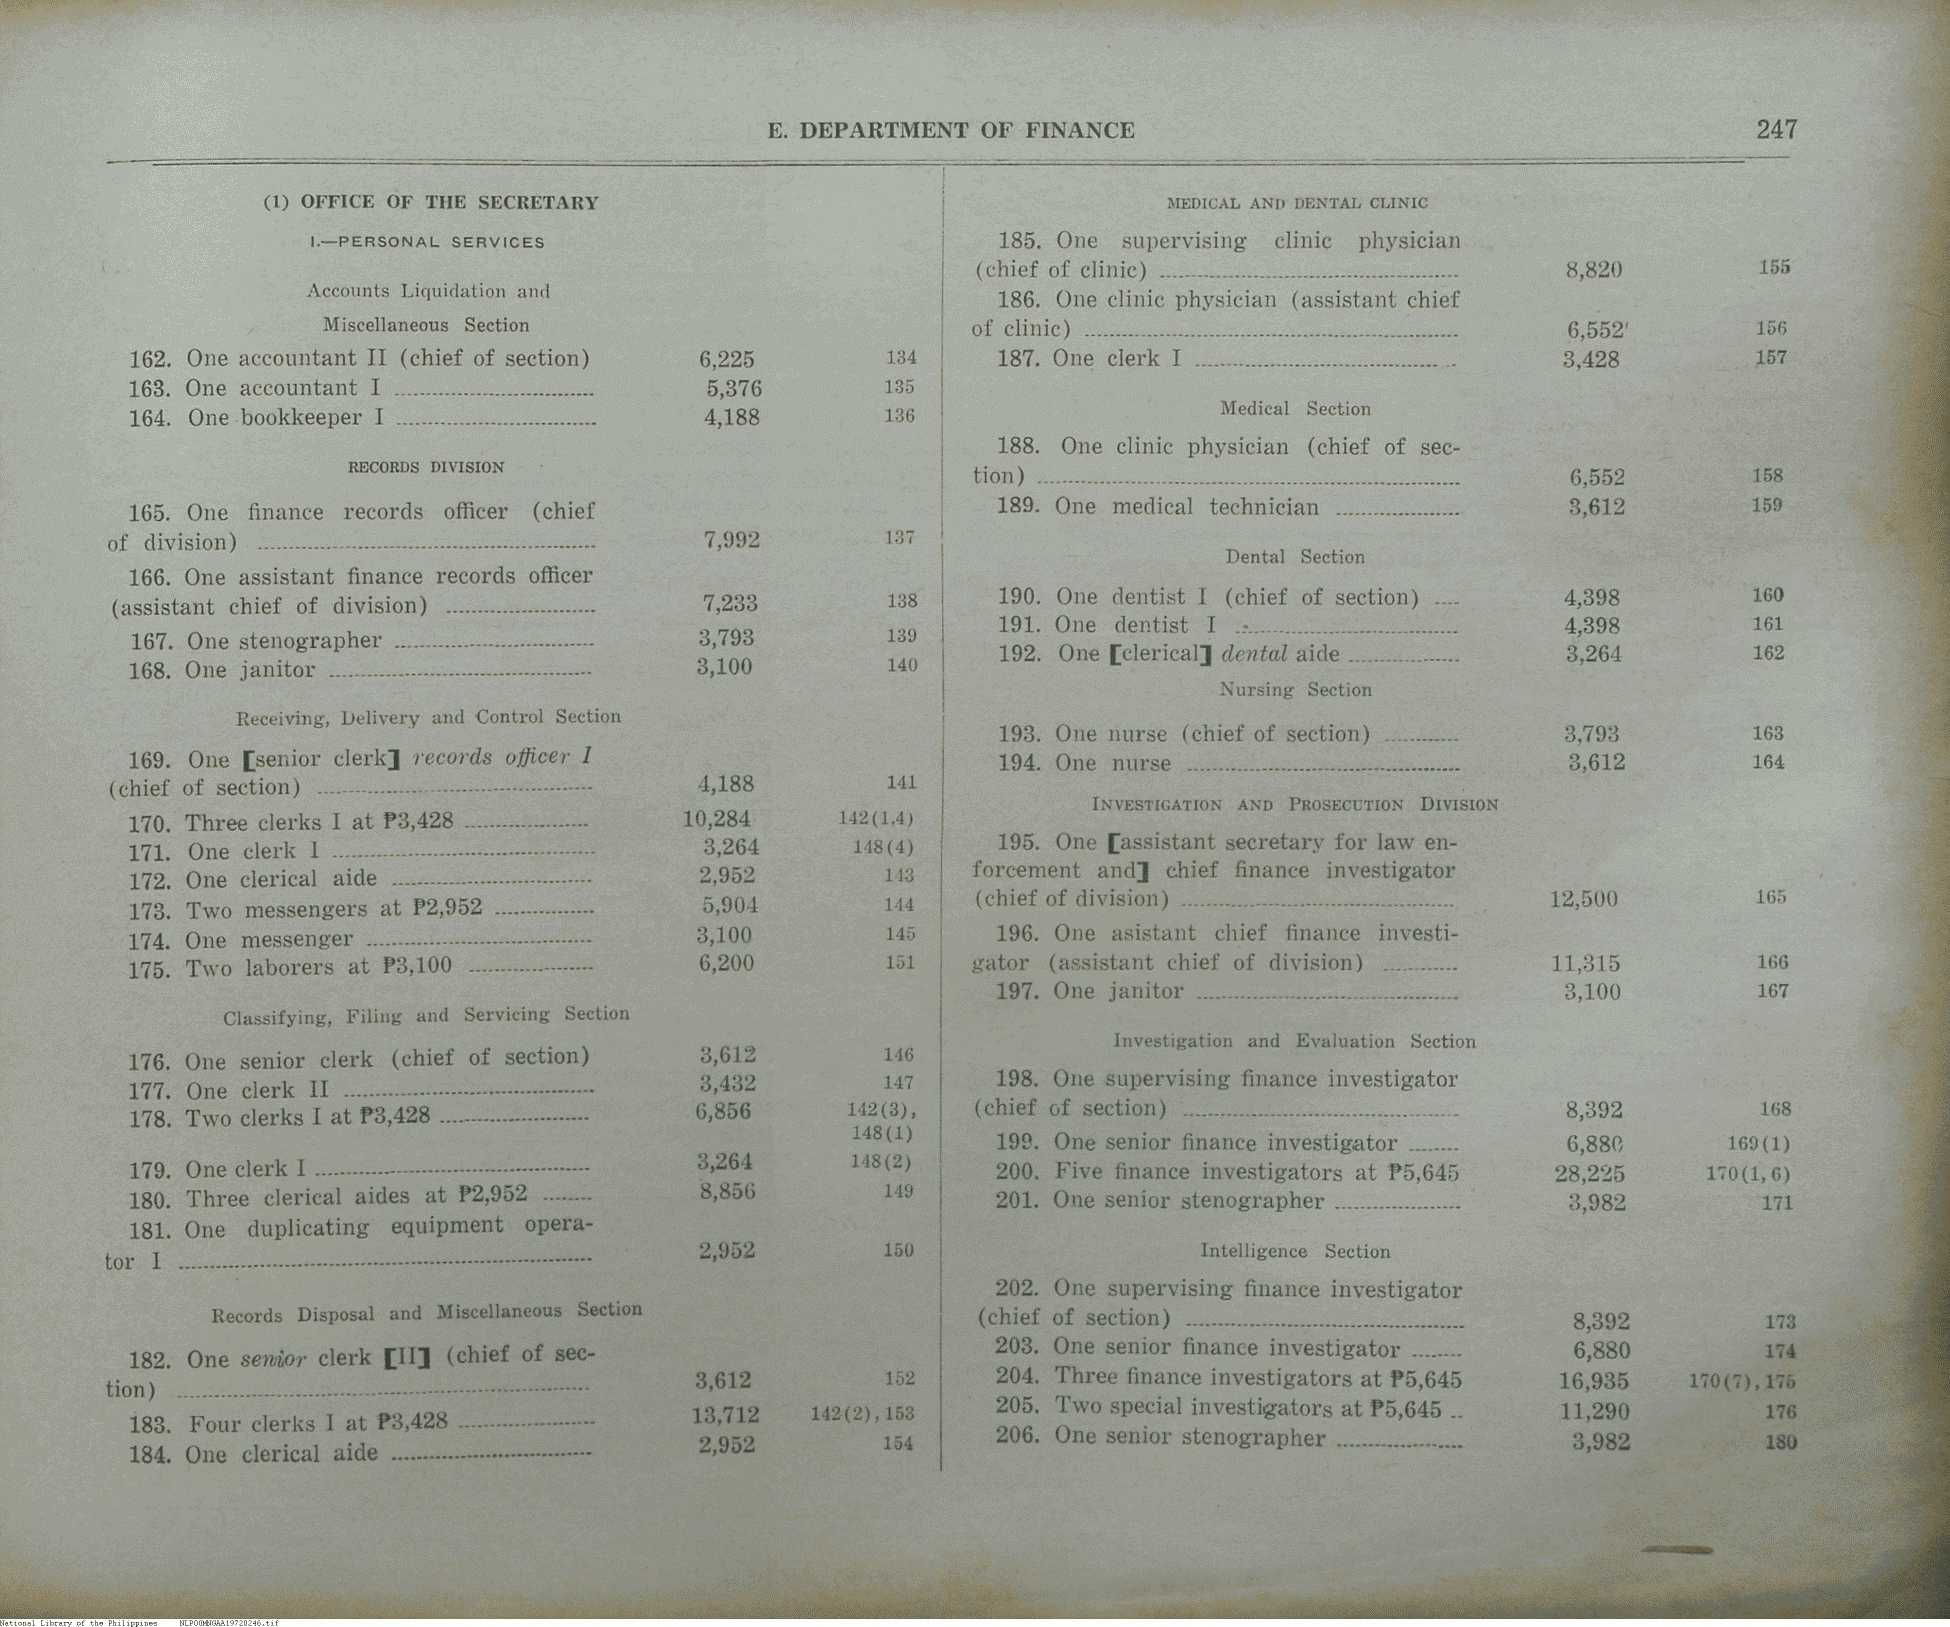 E. DEPARTMENT OF FINANCE 247
(1) OFFICE OF THE SECRETARY
I.—PERSONAL SERVICES
Accounts Liquidation and
Miscellaneous Section
162. One accountant II (chief of section) 6,225 134
163. One accountant I 5,376 135
164. One bookkeeper I 4,188 136
RECORDS DIVISION
165. One finance records officer (chief
of division) 7,992 137
166. One assistant finance records officer
(assistant chief of division) 7,233 138
167. One stenographer 3,793 139
168. One janitor 3,100 140
Receiving, Delivery and Control Section
169. One [senior clerk] records officer I
(chief of section) 4,188 141
170. Three clerks I at ₱3,428 10,284 142(1,4)
171. One clerk I 3,264 148(4)
172. One clerical aide 2,952 143
173. Two messengers at ₱2,952 5,904 144
174. One messenger 3,100 145
175. Two laborers at ₱3,100 6,200 151
Classifying, Filing and Servicing Section
176. One senior clerk (chief of section) 3,612 146
177. One clerk II 3,432 147
178. Two clerks I at ₱3,428 6,856 142(3),
148(1)
179. One clerk I 3,264 148(2)
180. Three clerical aides at ₱2,952 8,856 149
181. One duplicating equipment opera-
tor I 2,952 150
Records Disposal and Miscellaneous Section
182. One senior clerk [II] (chief of sec-
tion) 3,612 152
183. Four clerks I at ₱3,428 13,712 142(2), 153
184. One clerical aide 2,952 154
MEDICAL AND DENTAL CLINIC
185. One supervising clinic physician
(chief of clinic) 8,820 155
186. One clinic physician (assistant chief
of clinic) 6,552 156
187. One clerk I 3,428 157
Medical Section
188. One clinic physician (chief of sec-
tion) 6,552 158
189. One medical technician 3,612 159
Dental Section
190. One dentist I (chief of section) 4,398 160
191. One dentist I 4,398 161
192. One [clerical] dental aide 3,264 162
Nursing Section
193. One nurse (chief of section) 3,793 163
194. One nurse 3,612 164
INVESTIGATION AND PROSECUTION DIVISION
195. One [assistant secretary for law en-
forcement and] chief finance investigator
(chief of division) 12,500 165
196. One asistant chief finance investi-
gator (assistant chief of division) 11,315 166
197. One janitor 3,100 167
Investigation and Evaluation Section
198. One supervising finance investigator
(chief of section) 8,392 168
199. One senior finance investigator 6,880 169(1)
200. Five finance investigators at ₱5,645 28,225 170(1, 6)
201. One senior stenographer 3,982 171
Intelligence Section
202. One supervising finance investigator
(chief of section) 8,392 173
203. One senior finance investigator 6,880 174
204. Three finance investigators at ₱5,645 16,935 170(7), 175
205. Two special investigators at ₱5,645 11,290 176
206. One senior stenographer 3,982 180
National Library of the Philippines NLPO0MNGAA19720246.tif